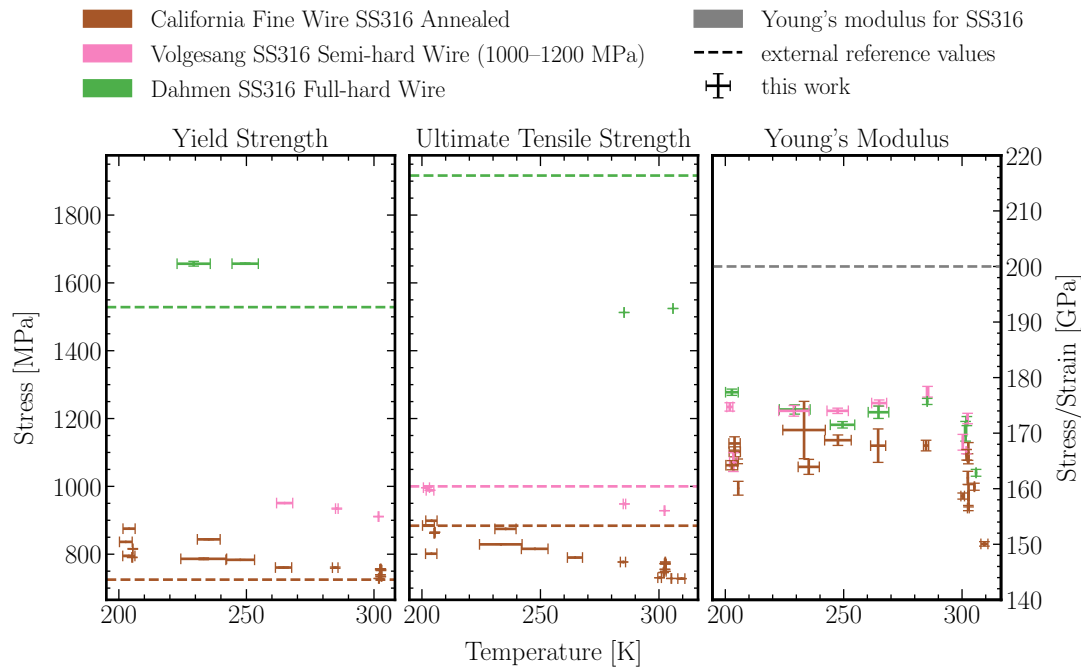 California Fine Wire SS316 Annealed
Volgesang SS316 Semi-hard Wire (1000–1200 MPa)
Dahmen SS316 Full-hard Wire
Young's modulus for SS316
external reference values
this work
Yield Strength
Ultimate Tensile Strength
Young's Modulus
Stress [MPa]
1800
1600
1400
1200
1000
800
200 250 300
200 250 300
200 250 300
220
210
200
190
180
170
160
150
140
Stress/Strain [GPa]
Temperature [K]